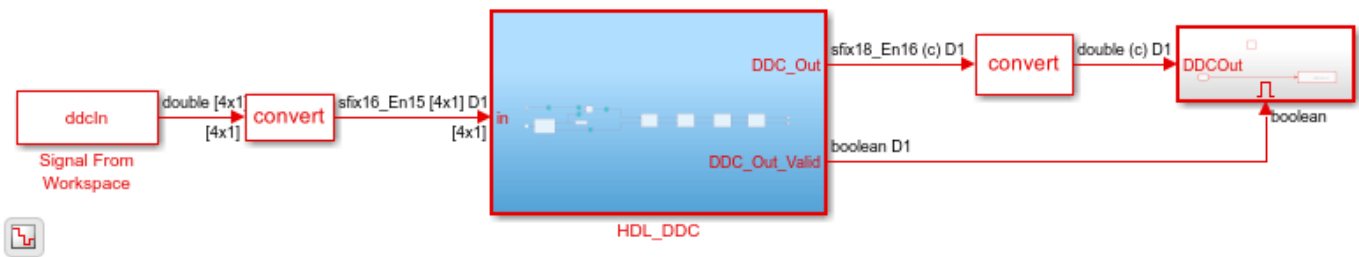 ddcIn
Signal From
Workspace
double [4x1]
[4x1]
convert
sfix16_En15 [4x1] D1
[4x1]
in
DDC_Out
DDC_Out_Valid
HDL_DDC
sfix18_En16 (c) D1
convert
double (c) D1
DDCOut
boolean
boolean D1